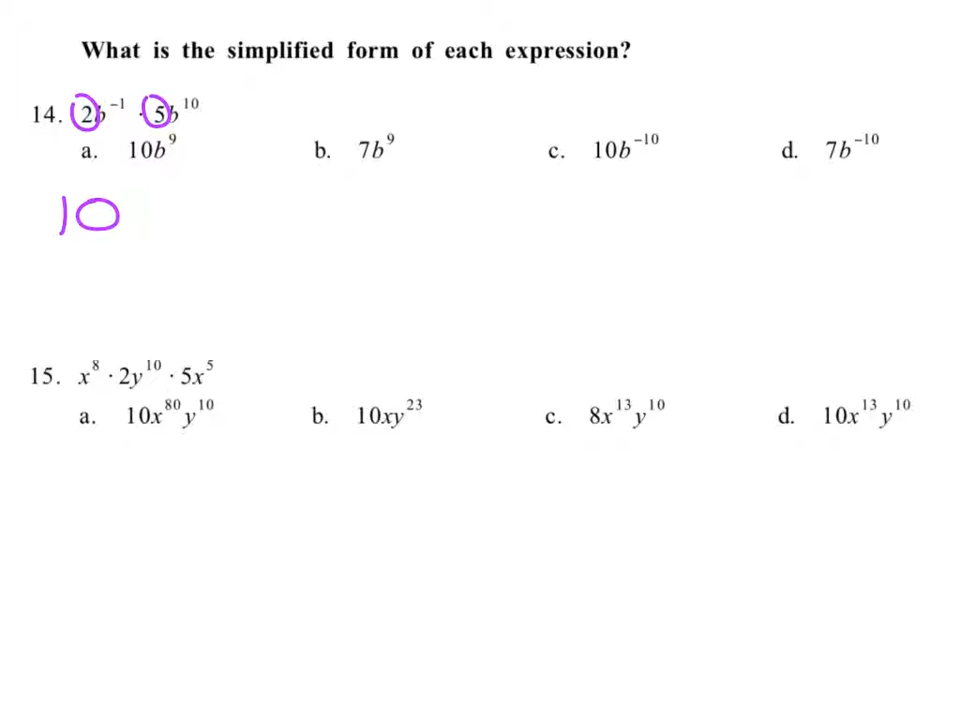 What is the simplified form of each expression?
14. 2b⁻¹ · 5b¹⁰
a. 10b⁹ b. 7b⁹ c. 10b⁻¹⁰ d. 7b⁻¹⁰
10
15. x⁸ · 2y¹⁰ · 5x⁵
a. 10x⁸⁰y¹⁰ b. 10xy²³ c. 8x¹³y¹⁰ d. 10x¹³y¹⁰